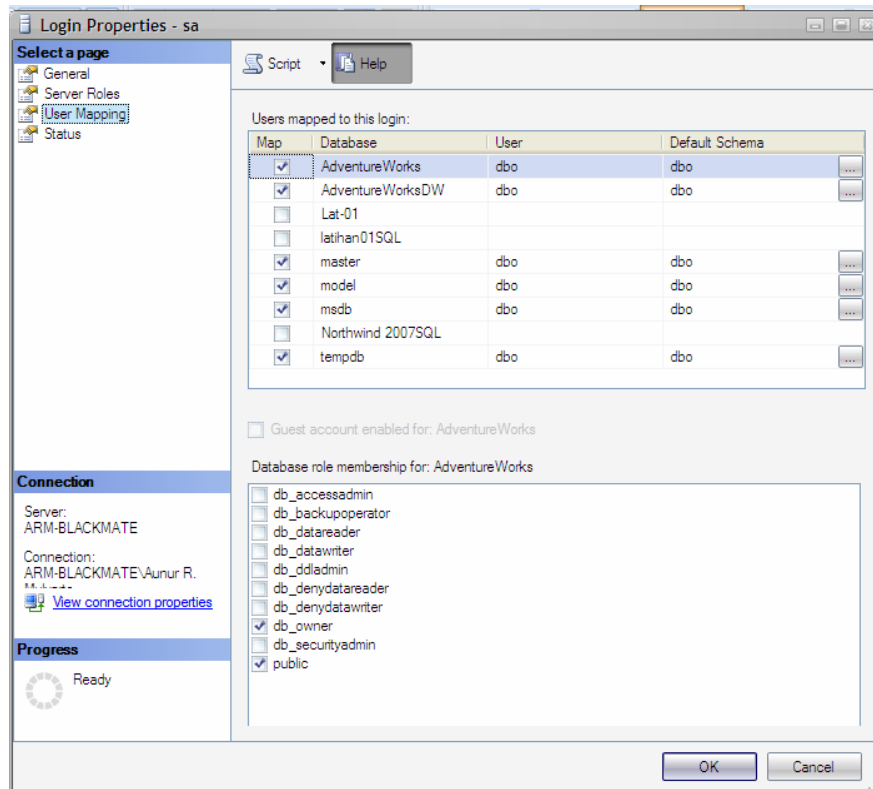 Login Properties - sa
Select a page
General
Server Roles
User Mapping
Status
Script
Help
Users mapped to this login:
Map Database User Default Schema
AdventureWorks dbo dbo ...
AdventureWorksDW dbo dbo ...
Lat-01
latihan01SQL
master dbo dbo ...
model dbo dbo ...
msdb dbo dbo ...
Northwind 2007SQL
tempdb dbo dbo ...
Guest account enabled for: AdventureWorks
Database role membership for: AdventureWorks
db_accessadmin
db_backupoperator
db_datareader
db_datawriter
db_ddladmin
db_denydatareader
db_denydatawriter
db_owner
db_securityadmin
public
Connection
Server:
ARM-BLACKMATE
Connection:
ARM-BLACKMATE\Aunur R.
View connection properties
Progress
Ready
OK Cancel